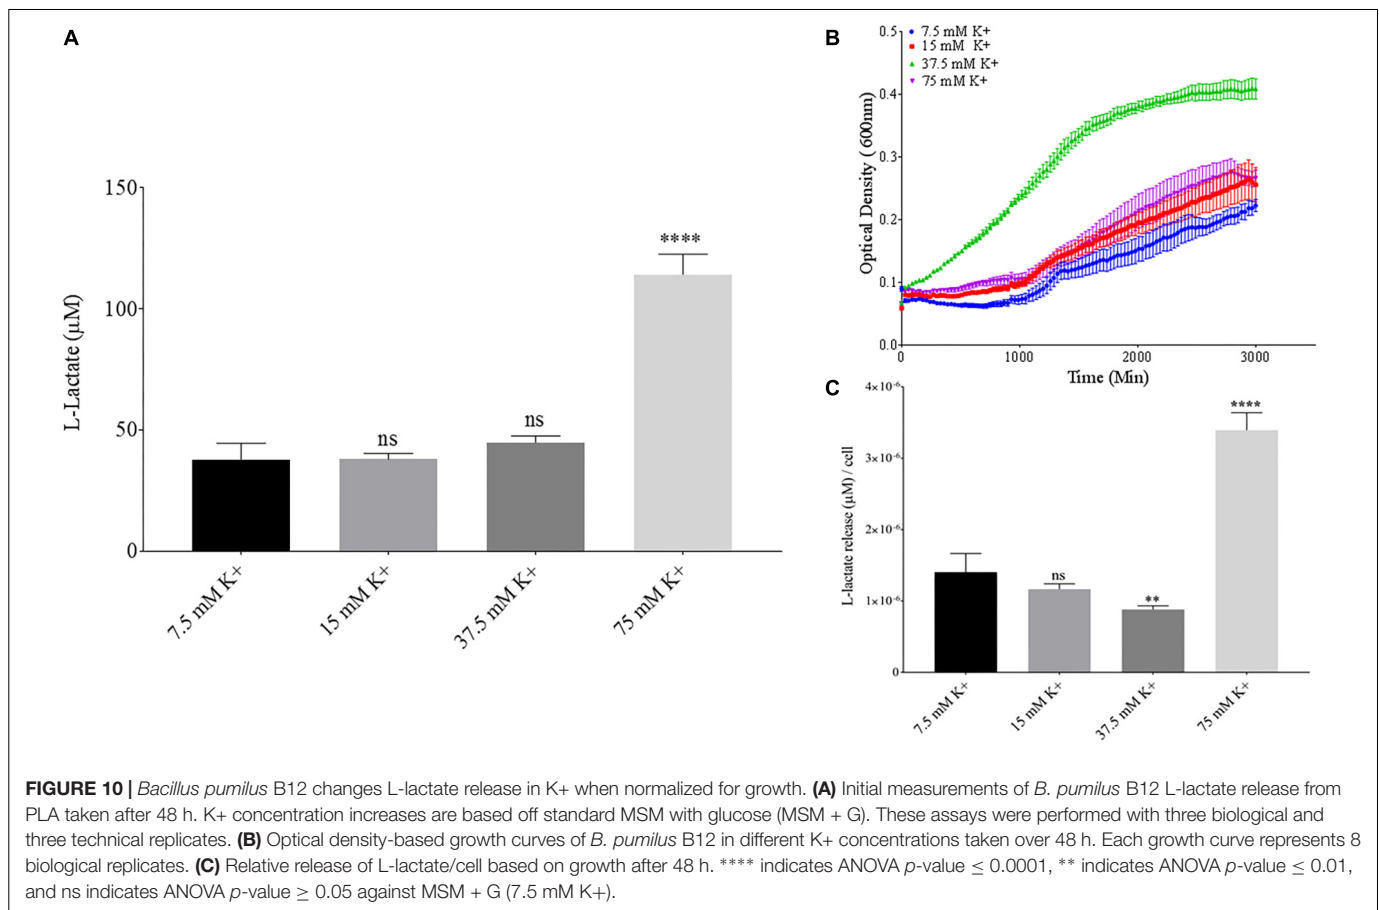 A
150
100
50
0
L-Lactate (µM)
ns
ns
****
7.5 mM K+
15 mM K+
37.5 mM K+
75 mM K+
B
7.5 mM K+
15 mM K+
37.5 mM K+
75 mM K+
0.5
0.4
0.3
0.2
0.1
0.0
Optical Density (600nm)
0
1000
2000
3000
Time (Min)
C
4×10⁻⁶
3×10⁻⁶
2×10⁻⁶
1×10⁻⁶
0
L-lactate release (µM) / cell
ns
**
****
7.5 mM K+
15 mM K+
37.5 mM K+
75 mM K+
FIGURE 10 | Bacillus pumilus B12 changes L-lactate release in K+ when normalized for growth. (A) Initial measurements of B. pumilus B12 L-lactate release from
PLA taken after 48 h. K+ concentration increases are based off standard MSM with glucose (MSM + G). These assays were performed with three biological and
three technical replicates. (B) Optical density-based growth curves of B. pumilus B12 in different K+ concentrations taken over 48 h. Each growth curve represents 8
biological replicates. (C) Relative release of L-lactate/cell based on growth after 48 h. **** indicates ANOVA p-value ≤ 0.0001, ** indicates ANOVA p-value ≤ 0.01,
and ns indicates ANOVA p-value ≥ 0.05 against MSM + G (7.5 mM K+).